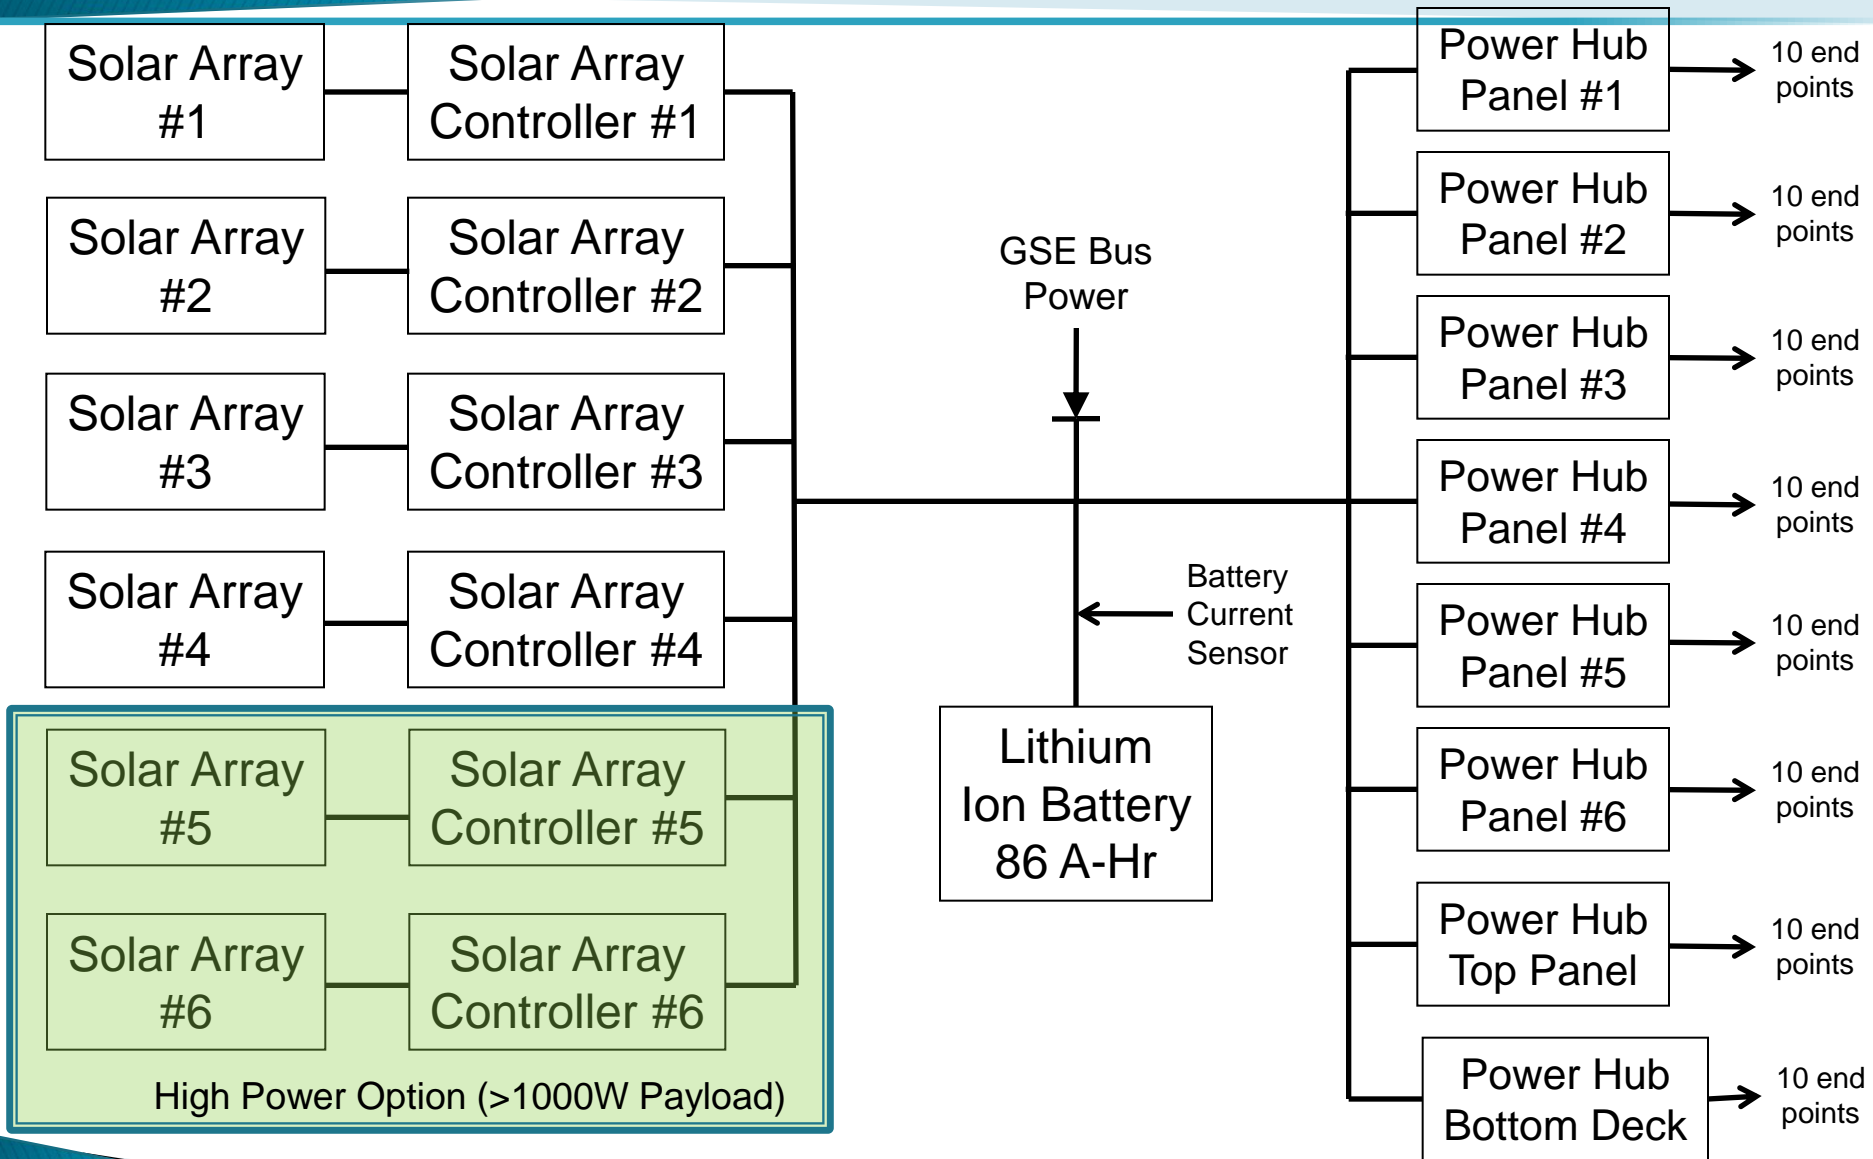 Solar Array
#1
Solar Array
Controller #1
Solar Array
#2
Solar Array
Controller #2
Solar Array
#3
Solar Array
Controller #3
Solar Array
#4
Solar Array
Controller #4
Solar Array
#5
Solar Array
Controller #5
Solar Array
#6
Solar Array
Controller #6
High Power Option (>1000W Payload)
GSE Bus
Power
Battery
Current
Sensor
Lithium
Ion Battery
86 A-Hr
Power Hub
Panel #1
10 end
points
Power Hub
Panel #2
10 end
points
Power Hub
Panel #3
10 end
points
Power Hub
Panel #4
10 end
points
Power Hub
Panel #5
10 end
points
Power Hub
Panel #6
10 end
points
Power Hub
Top Panel
10 end
points
Power Hub
Bottom Deck
10 end
points